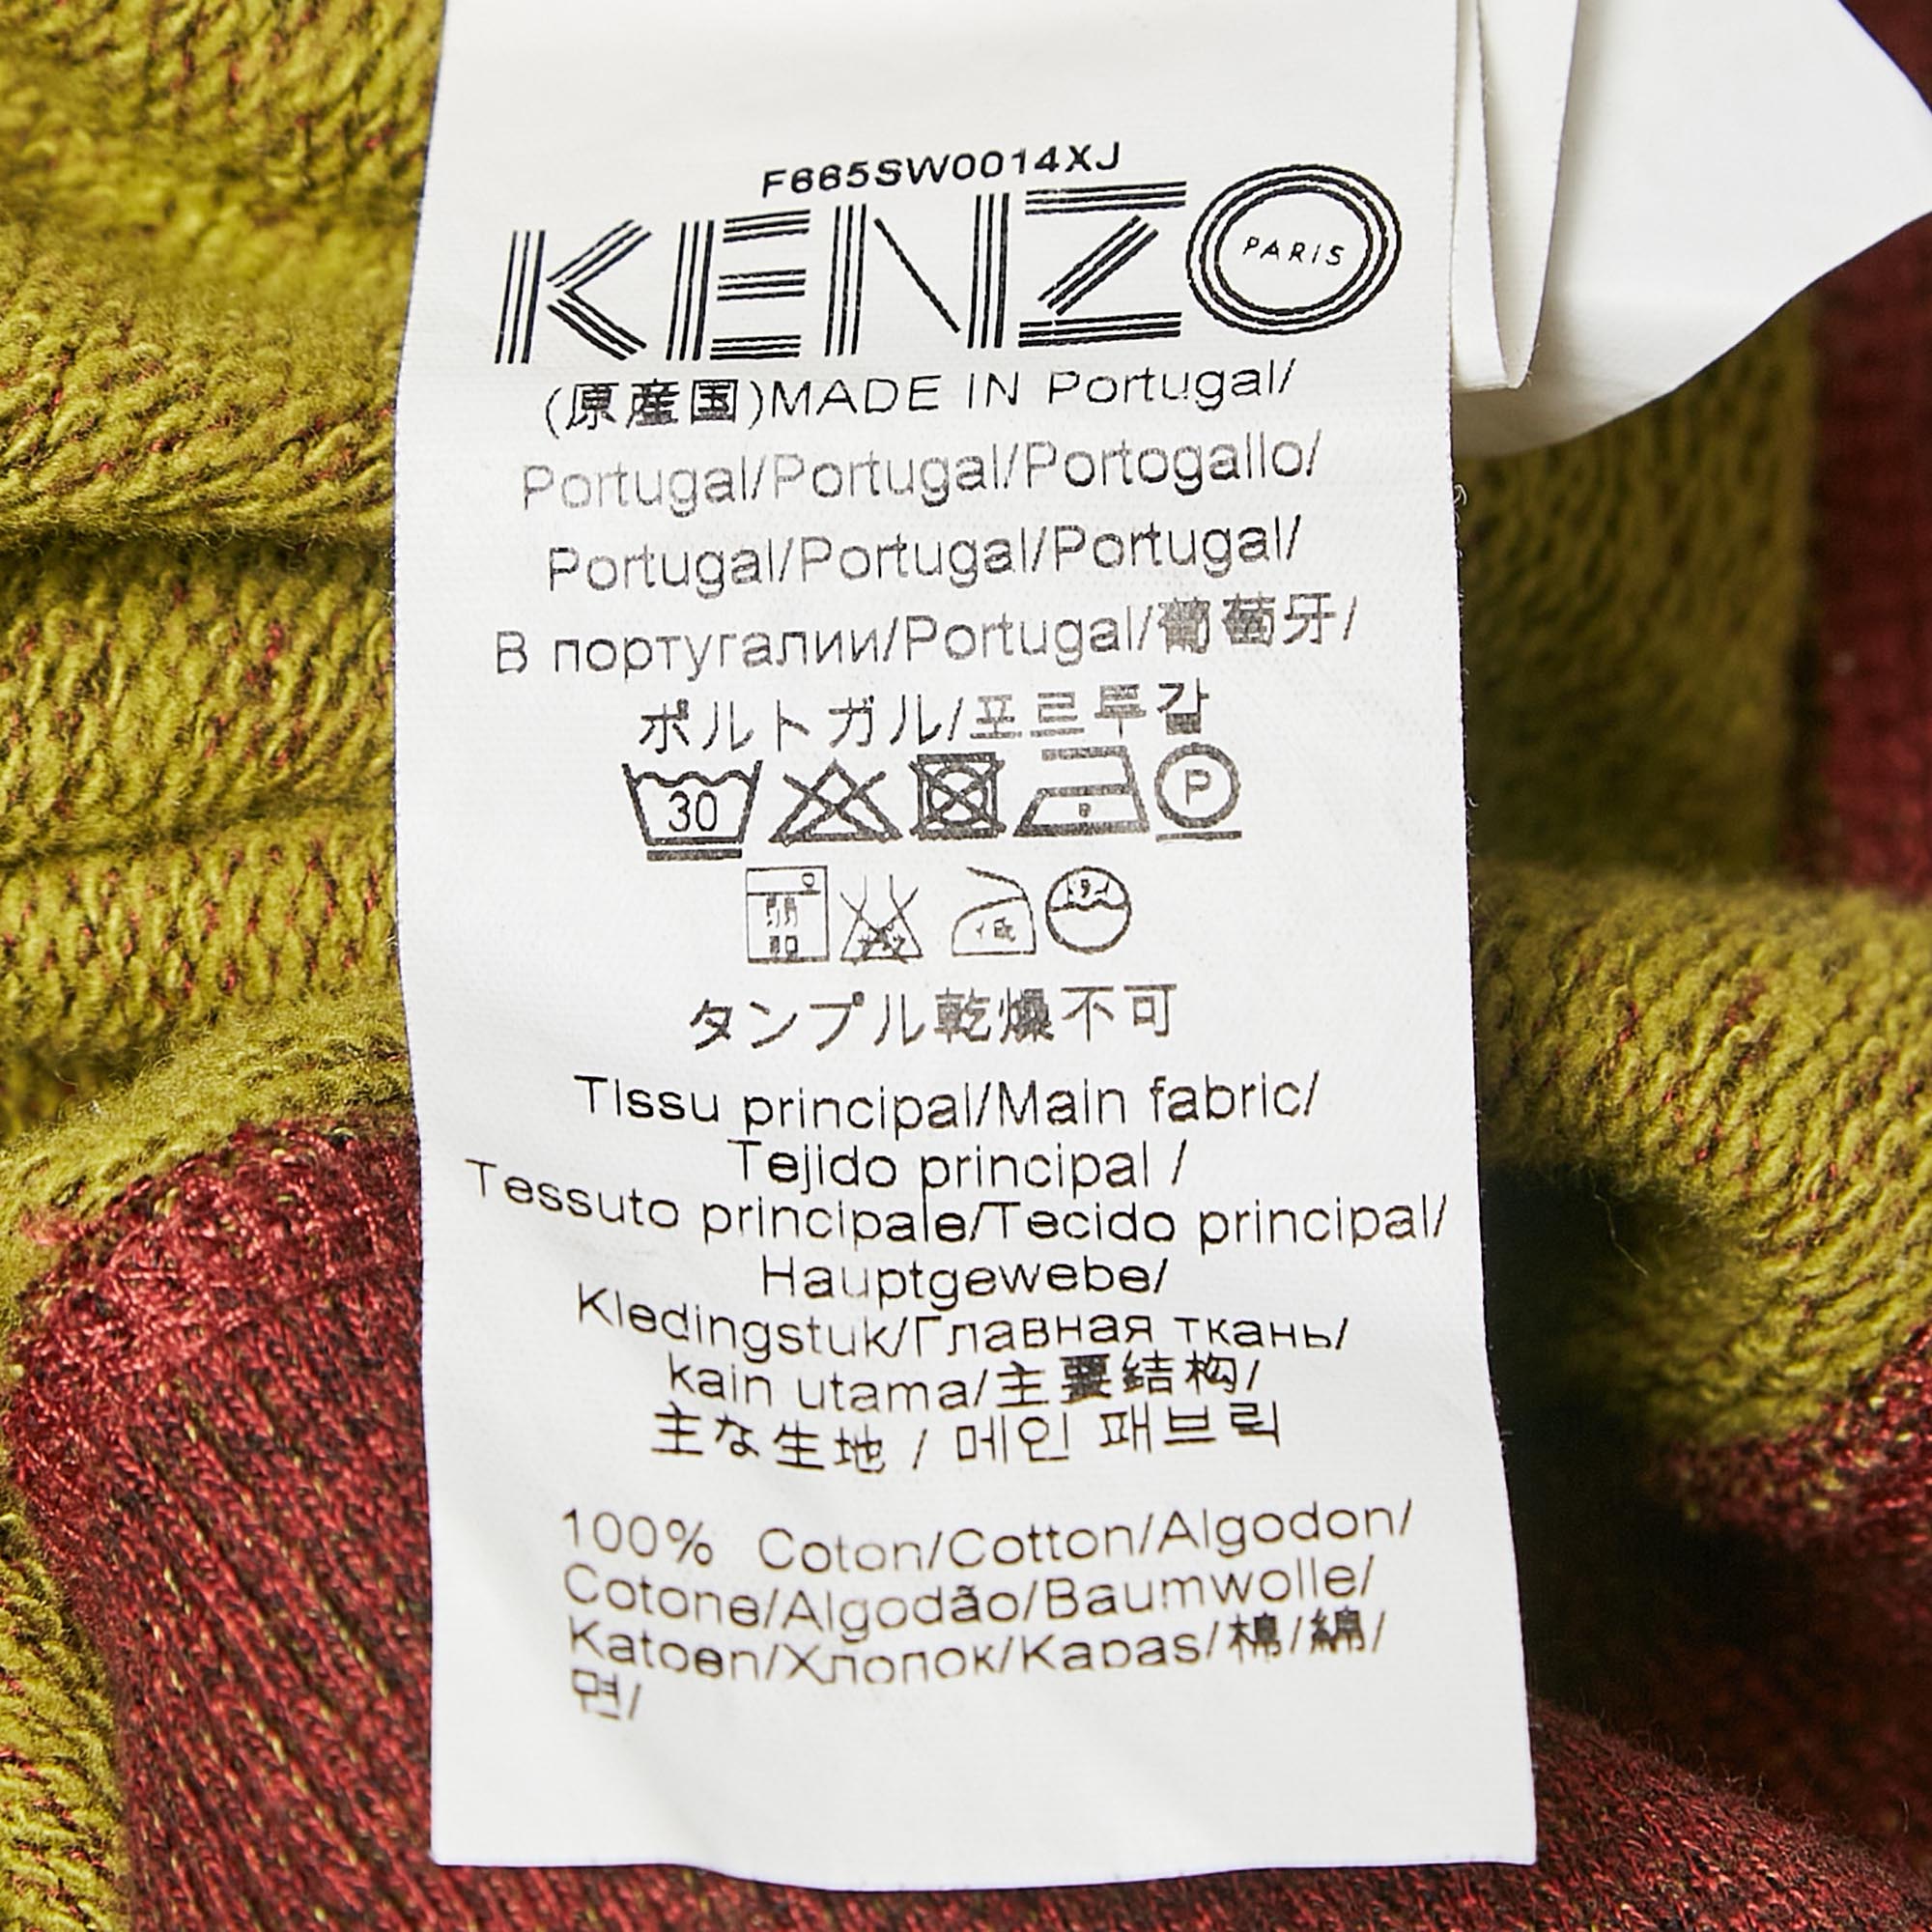 F665SW0014XJ
KENZO
PARIS
(原産国)MADE IN Portugal/
Portugal/Portugal/Portogallo/
Portugal/Portugal/Portugal/
В португалии/Portugal/葡萄牙/
ポルトガル/포르투갈
30
P
タンブル乾燥不可
Tissu principal/Main fabric/
Tejido principal /
Tessuto principale/Tecido principal/
Hauptgewebe/
Kledingstuk/Главная ткань/
kain utama/主要结构/
主な生地 / 메인 패브릭
100% Coton/Cotton/Algodon/
Cotone/Algodão/Baumwolle/
Katoen/Хлопок/Kapas/棉/綿/
면/